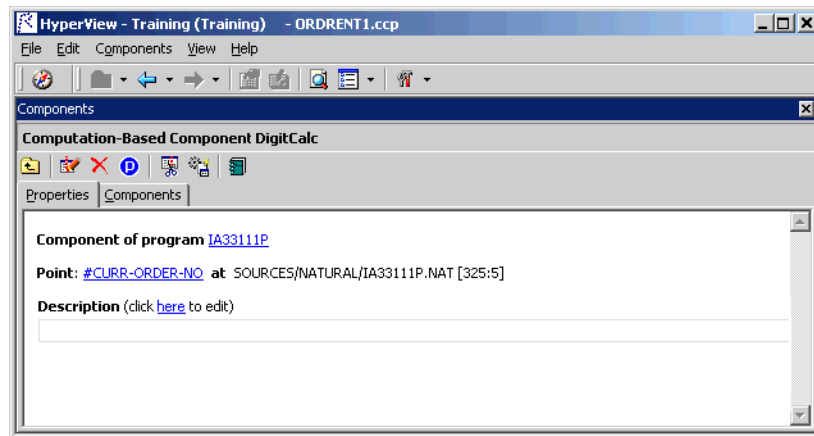 HyperView - Training (Training) - ORDRENT1.ccp
File Edit Components View Help
Components
Computation-Based Component DigitCalc
Properties Components
Component of program IA33111P
Point: #CURR-ORDER-NO at SOURCES/NATURAL/IA33111P.NAT [325:5]
Description (click here to edit)